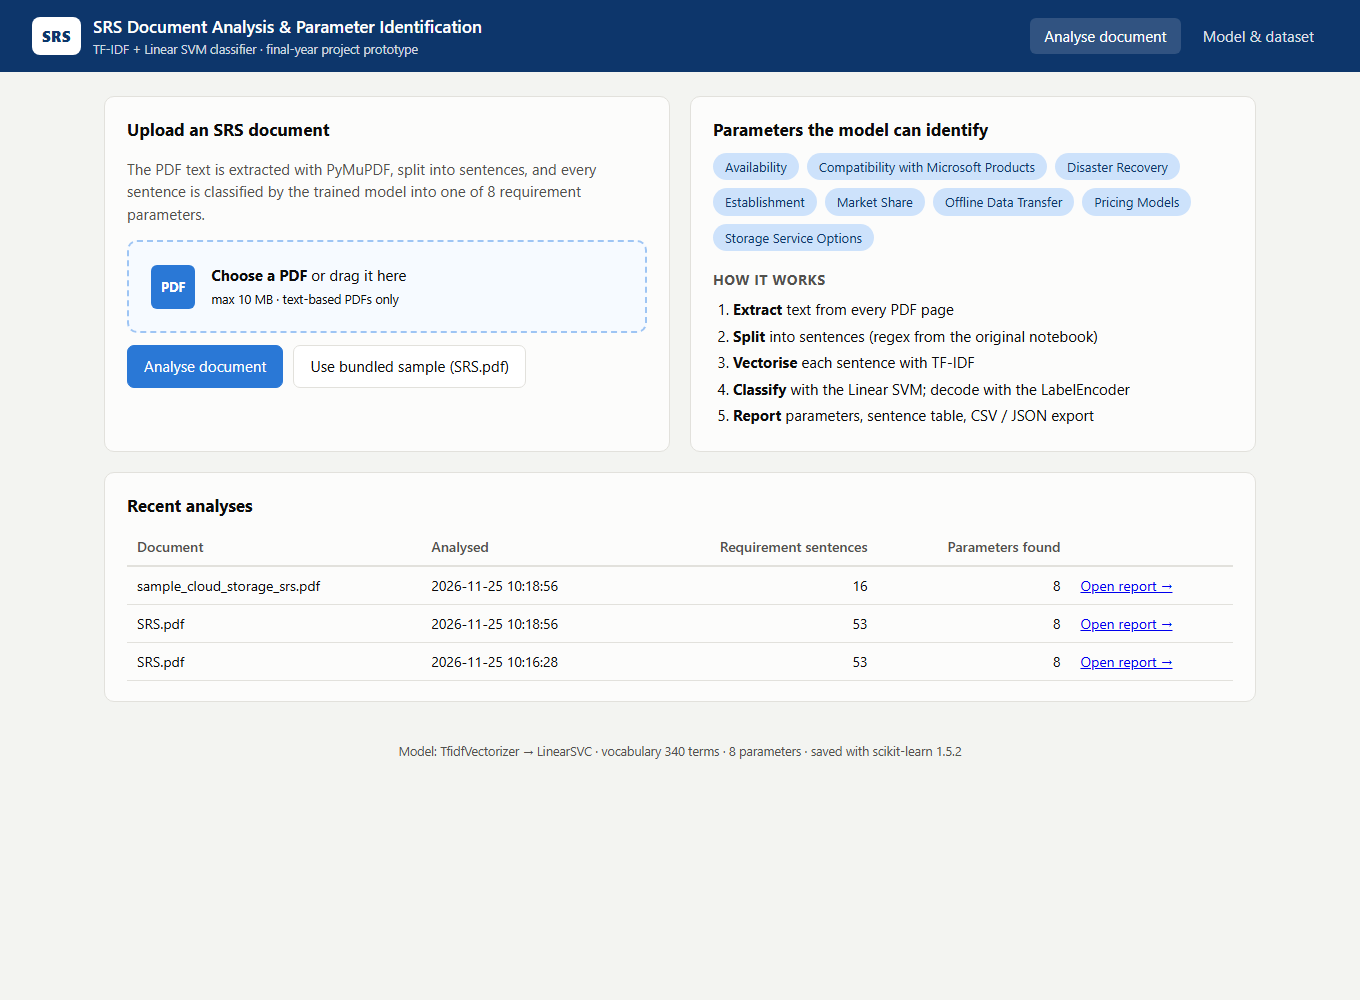 SRS
SRS Document Analysis & Parameter Identification
TF-IDF + Linear SVM classifier · final-year project prototype
Analyse document
Model & dataset
Upload an SRS document
The PDF text is extracted with PyMuPDF, split into sentences, and every
sentence is classified by the trained model into one of 8 requirement
parameters.
PDF
Choose a PDF or drag it here
max 10 MB · text-based PDFs only
Analyse document
Use bundled sample (SRS.pdf)
Parameters the model can identify
Availability
Compatibility with Microsoft Products
Disaster Recovery
Establishment
Market Share
Offline Data Transfer
Pricing Models
Storage Service Options
HOW IT WORKS
1. Extract text from every PDF page
2. Split into sentences (regex from the original notebook)
3. Vectorise each sentence with TF-IDF
4. Classify with the Linear SVM; decode with the LabelEncoder
5. Report parameters, sentence table, CSV / JSON export
Recent analyses
Document Analysed Requirement sentences Parameters found
sample_cloud_storage_srs.pdf 2026-11-25 10:18:56 16 8 Open report →
SRS.pdf 2026-11-25 10:18:56 53 8 Open report →
SRS.pdf 2026-11-25 10:16:28 53 8 Open report →
Model: TfidfVectorizer → LinearSVC · vocabulary 340 terms · 8 parameters · saved with scikit-learn 1.5.2